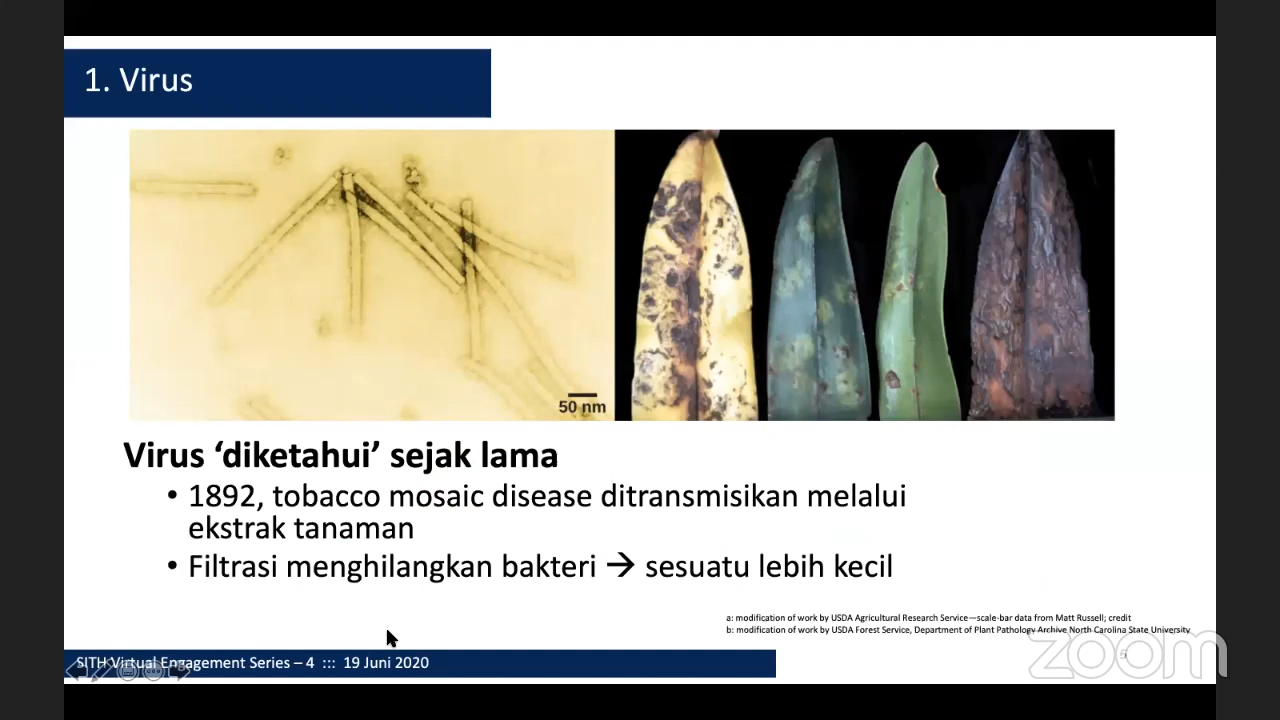 1. Virus
50 nm
Virus ‘diketahui’ sejak lama
• 1892, tobacco mosaic disease ditransmisikan melalui
ekstrak tanaman
• Filtrasi menghilangkan bakteri → sesuatu lebih kecil
a: modification of work by USDA Agricultural Research Service—scale-bar data from Matt Russell; credit
b: modification of work by USDA Forest Service, Department of Plant Pathology Archive North Carolina State University
SITH Virtual Engagement Series – 4 ::: 19 Juni 2020
5
zoom